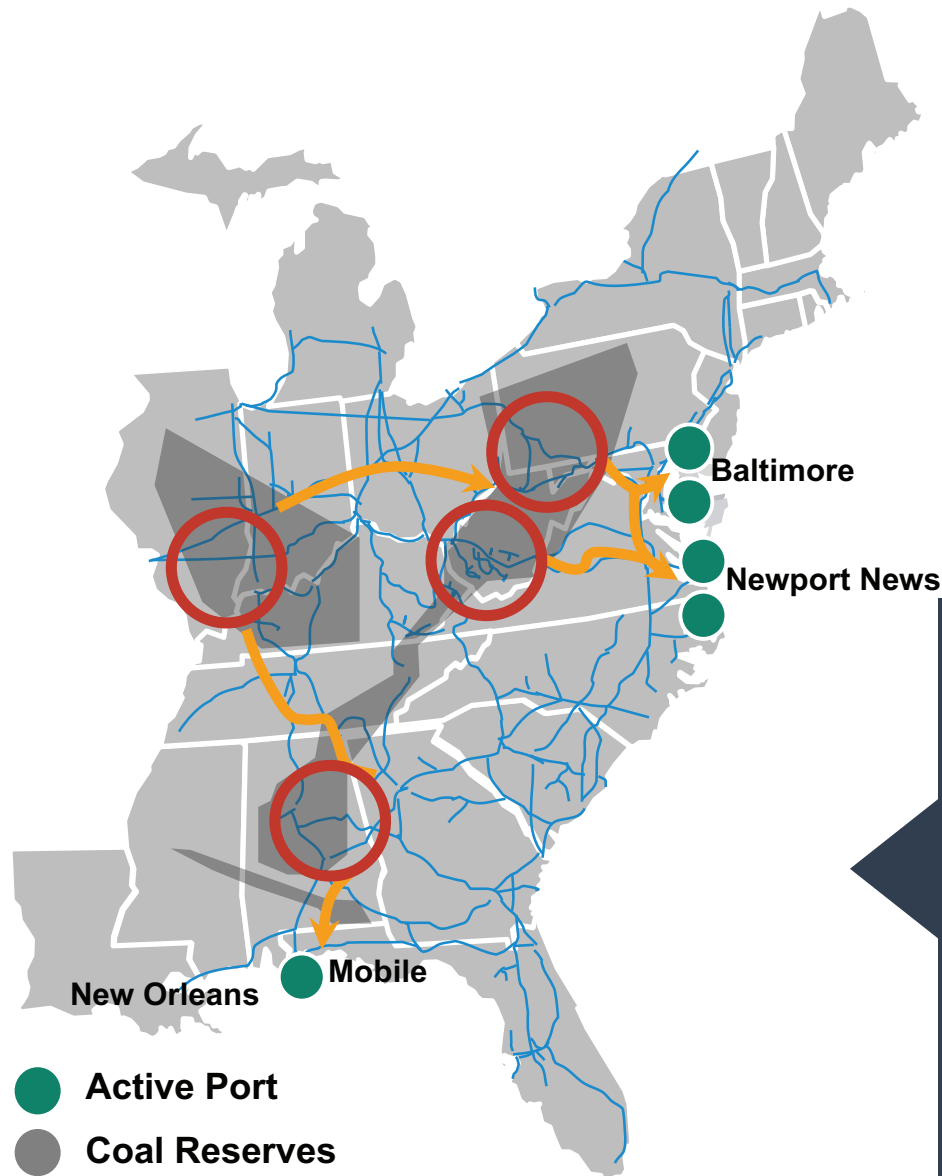 Baltimore
Newport News
Mobile
New Orleans
Active Port
Coal Reserves